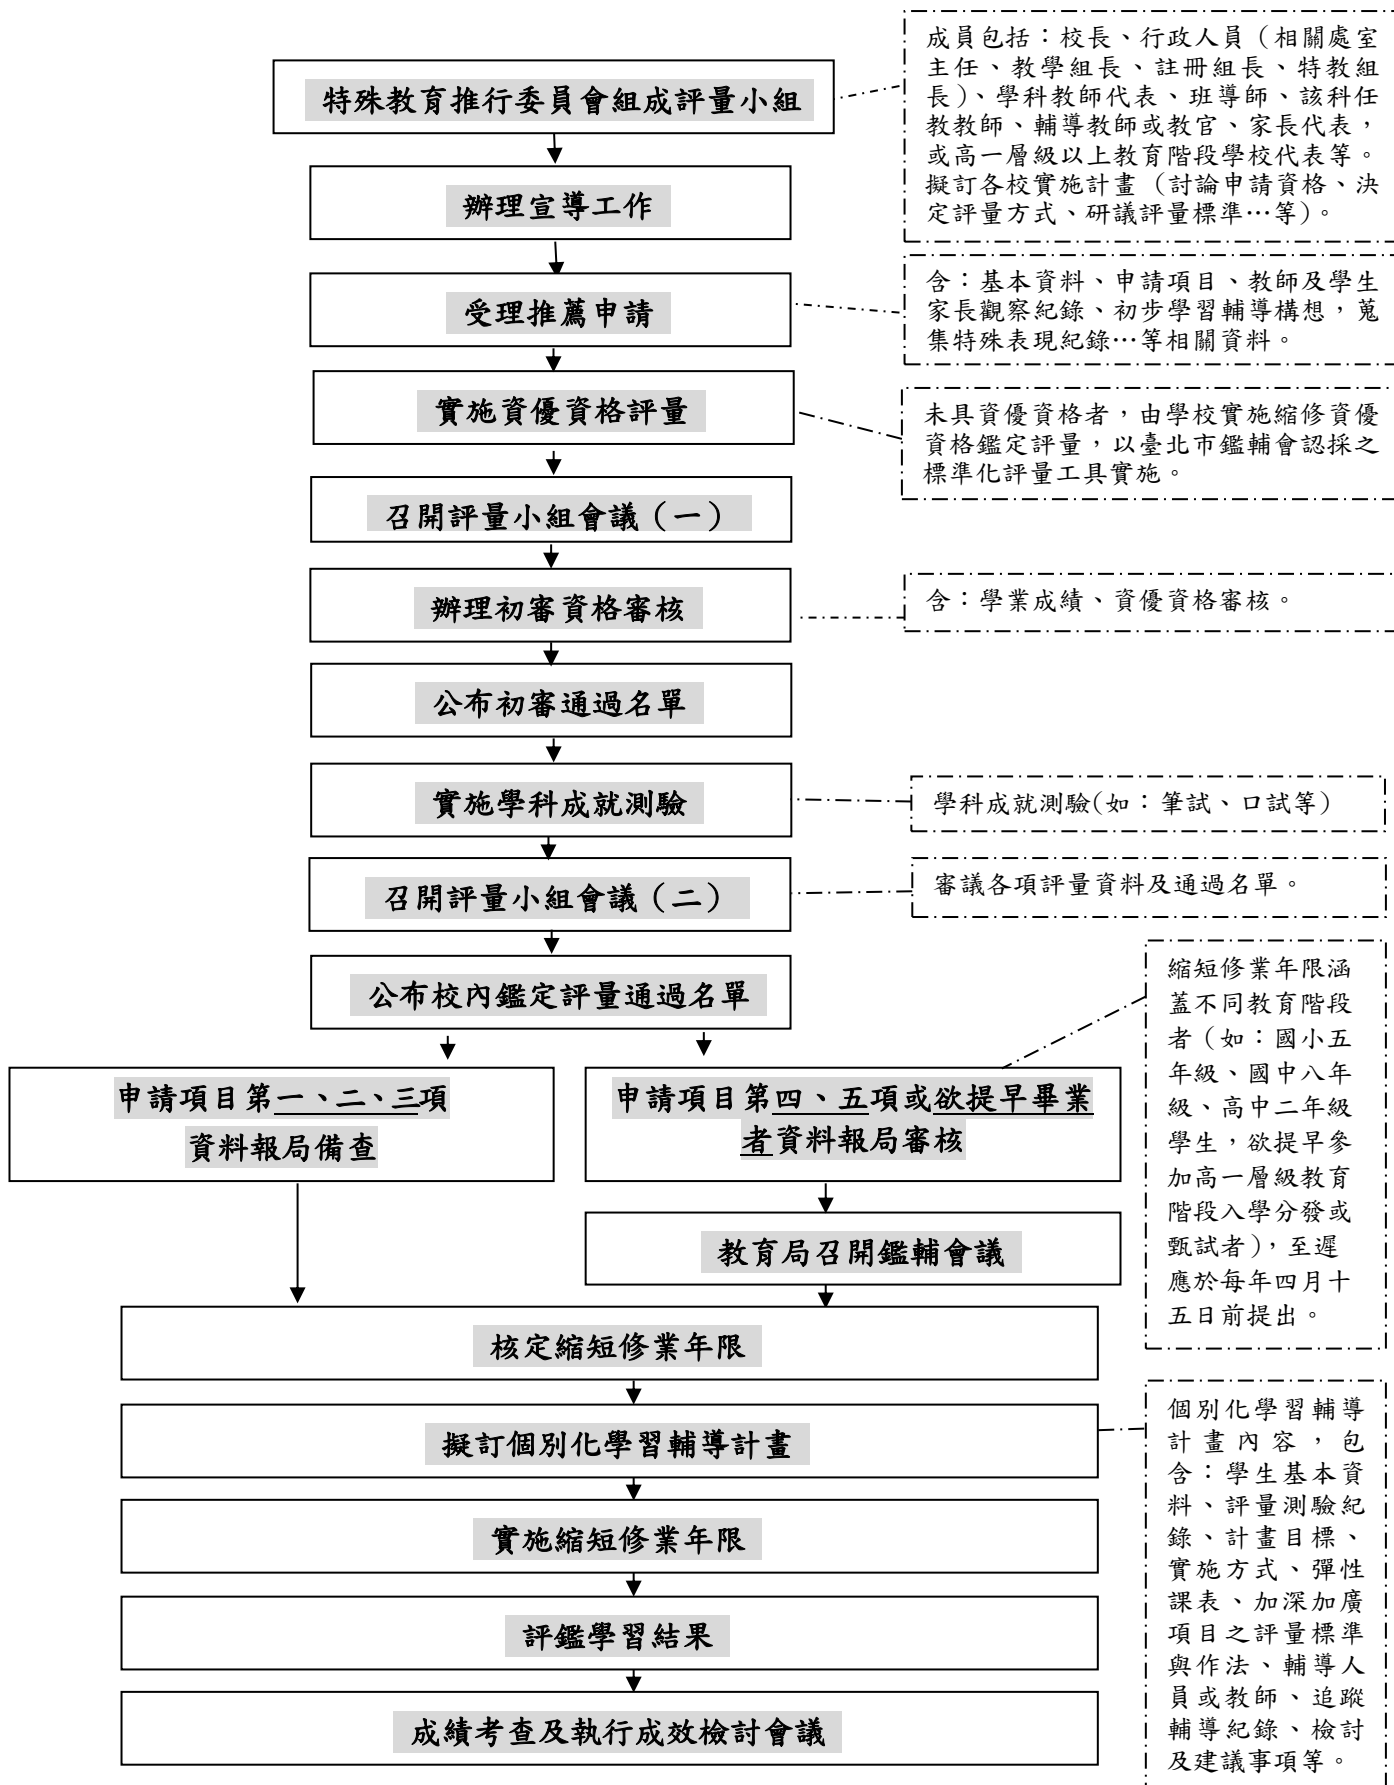 特殊教育推行委員會組成評量小組
成員包括：校長、行政人員（相關處室
主任、教學組長、註冊組長、特教組
長）、學科教師代表、班導師、該科任
教教師、輔導教師或教官、家長代表，
或高一層級以上教育階段學校代表等。
擬訂各校實施計畫（討論申請資格、決
定評量方式、研議評量標準…等）。
辦理宣導工作
受理推薦申請
含：基本資料、申請項目、教師及學生
家長觀察紀錄、初步學習輔導構想，蒐
集特殊表現紀錄…等相關資料。
實施資優資格評量
未具資優資格者，由學校實施縮修資優
資格鑑定評量，以臺北市鑑輔會認採之
標準化評量工具實施。
召開評量小組會議（一）
辦理初審資格審核
含：學業成績、資優資格審核。
公布初審通過名單
實施學科成就測驗
學科成就測驗(如：筆試、口試等)
召開評量小組會議（二）
審議各項評量資料及通過名單。
公布校內鑑定評量通過名單
申請項目第一、二、三項
資料報局備查
申請項目第四、五項或欲提早畢業
者資料報局審核
縮短修業年限涵
蓋不同教育階段
者（如：國小五
年級、國中八年
級、高中二年級
學生，欲提早參
加高一層級教育
階段入學分發或
甄試者），至遲
應於每年四月十
五日前提出。
教育局召開鑑輔會議
核定縮短修業年限
擬訂個別化學習輔導計畫
個別化學習輔導
計畫內容，包
含：學生基本資
料、評量測驗紀
錄、計畫目標、
實施方式、彈性
課表、加深加廣
項目之評量標準
與作法、輔導人
員或教師、追蹤
輔導紀錄、檢討
及建議事項等。
實施縮短修業年限
評鑑學習結果
成績考查及執行成效檢討會議